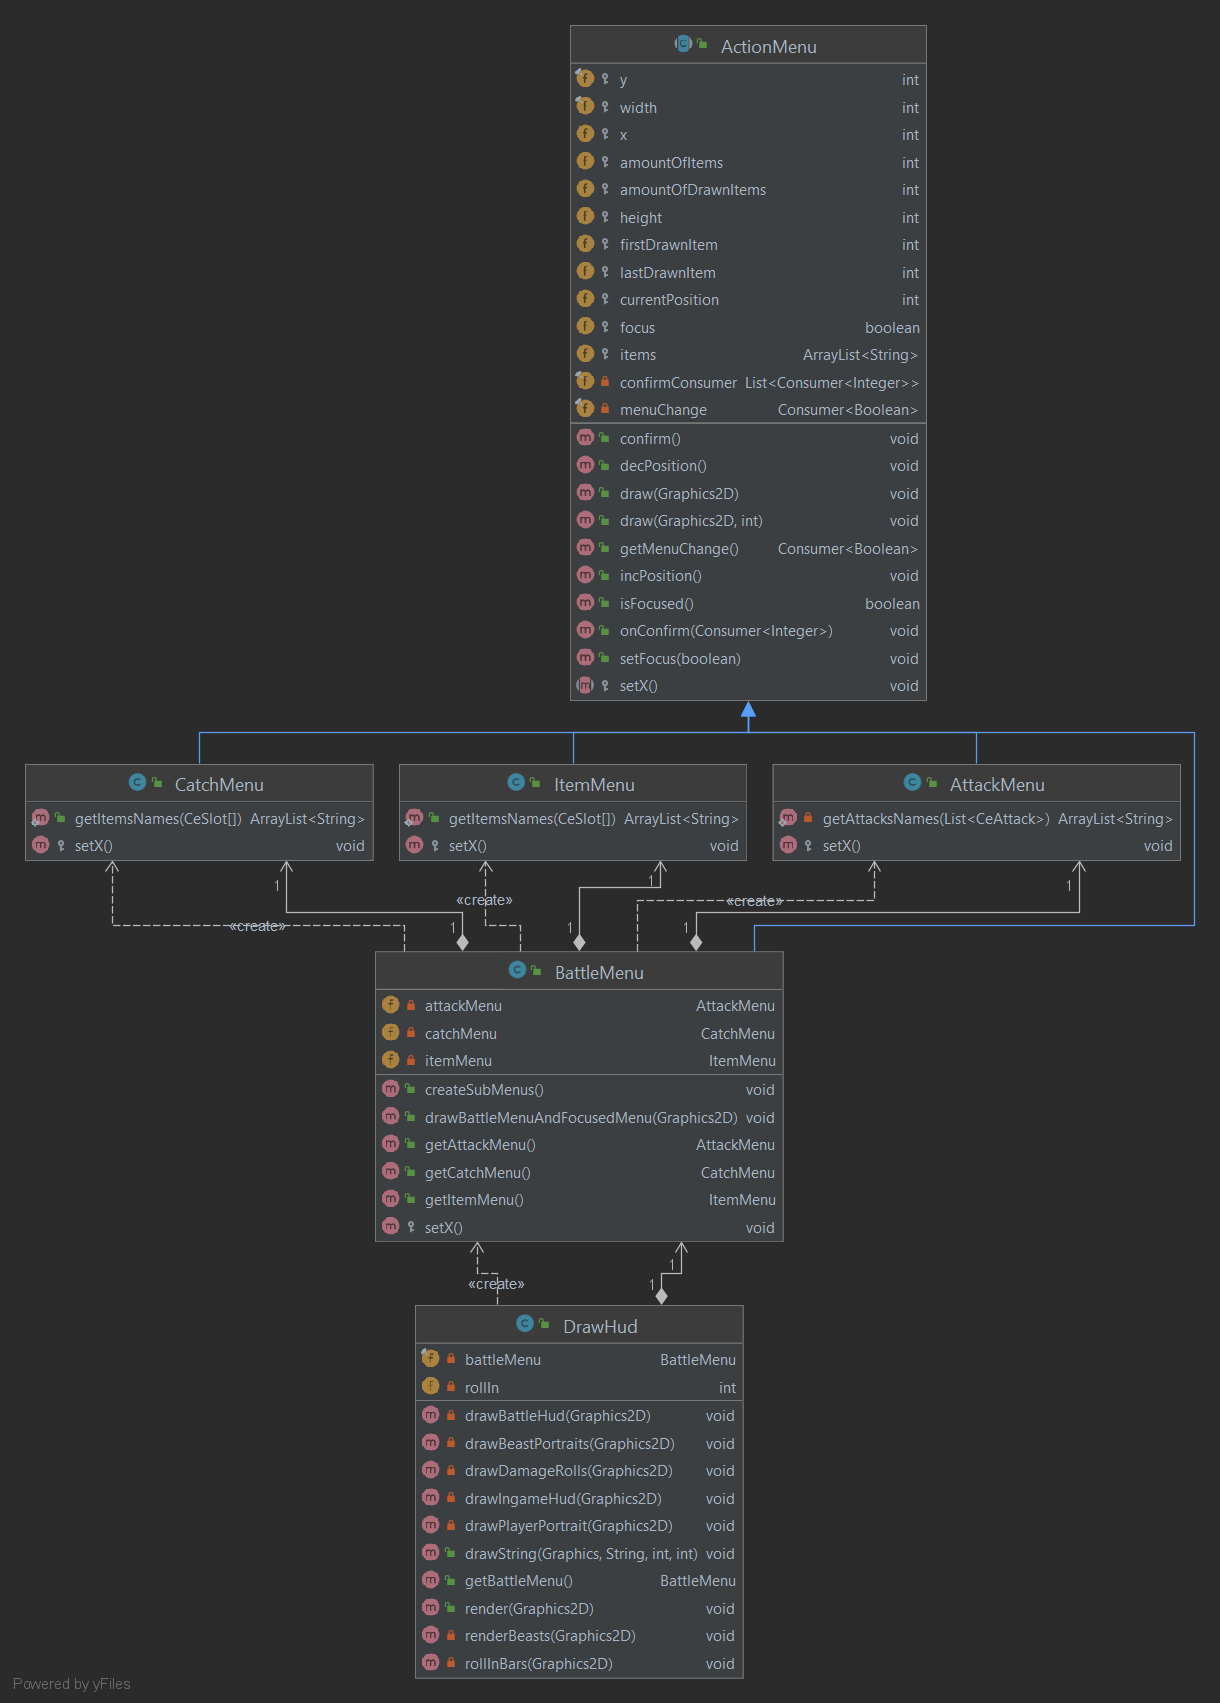 ActionMenu
y int
width int
x int
amountOfItems int
amountOfDrawnItems int
height int
firstDrawnItem int
lastDrawnItem int
currentPosition int
focus boolean
items ArrayList<String>
confirmConsumer List<Consumer<Integer>>
menuChange Consumer<Boolean>
confirm() void
decPosition() void
draw(Graphics2D) void
draw(Graphics2D, int) void
getMenuChange() Consumer<Boolean>
incPosition() void
isFocused() boolean
onConfirm(Consumer<Integer>) void
setFocus(boolean) void
setX() void
CatchMenu
getItemsNames(CeSlot[]) ArrayList<String>
setX() void
ItemMenu
getItemsNames(CeSlot[]) ArrayList<String>
setX() void
AttackMenu
getAttacksNames(List<CeAttack>) ArrayList<String>
setX() void
1 1 1
«create» «create»
«create»
1 1 1
BattleMenu
attackMenu AttackMenu
catchMenu CatchMenu
itemMenu ItemMenu
createSubMenus() void
drawBattleMenuAndFocusedMenu(Graphics2D) void
getAttackMenu() AttackMenu
getCatchMenu() CatchMenu
getItemMenu() ItemMenu
setX() void
1
«create» 1
DrawHud
battleMenu BattleMenu
rollIn int
drawBattleHud(Graphics2D) void
drawBeastPortraits(Graphics2D) void
drawDamageRolls(Graphics2D) void
drawIngameHud(Graphics2D) void
drawPlayerPortrait(Graphics2D) void
drawString(Graphics, String, int, int) void
getBattleMenu() BattleMenu
render(Graphics2D) void
renderBeasts(Graphics2D) void
rollInBars(Graphics2D) void
Powered by yFiles